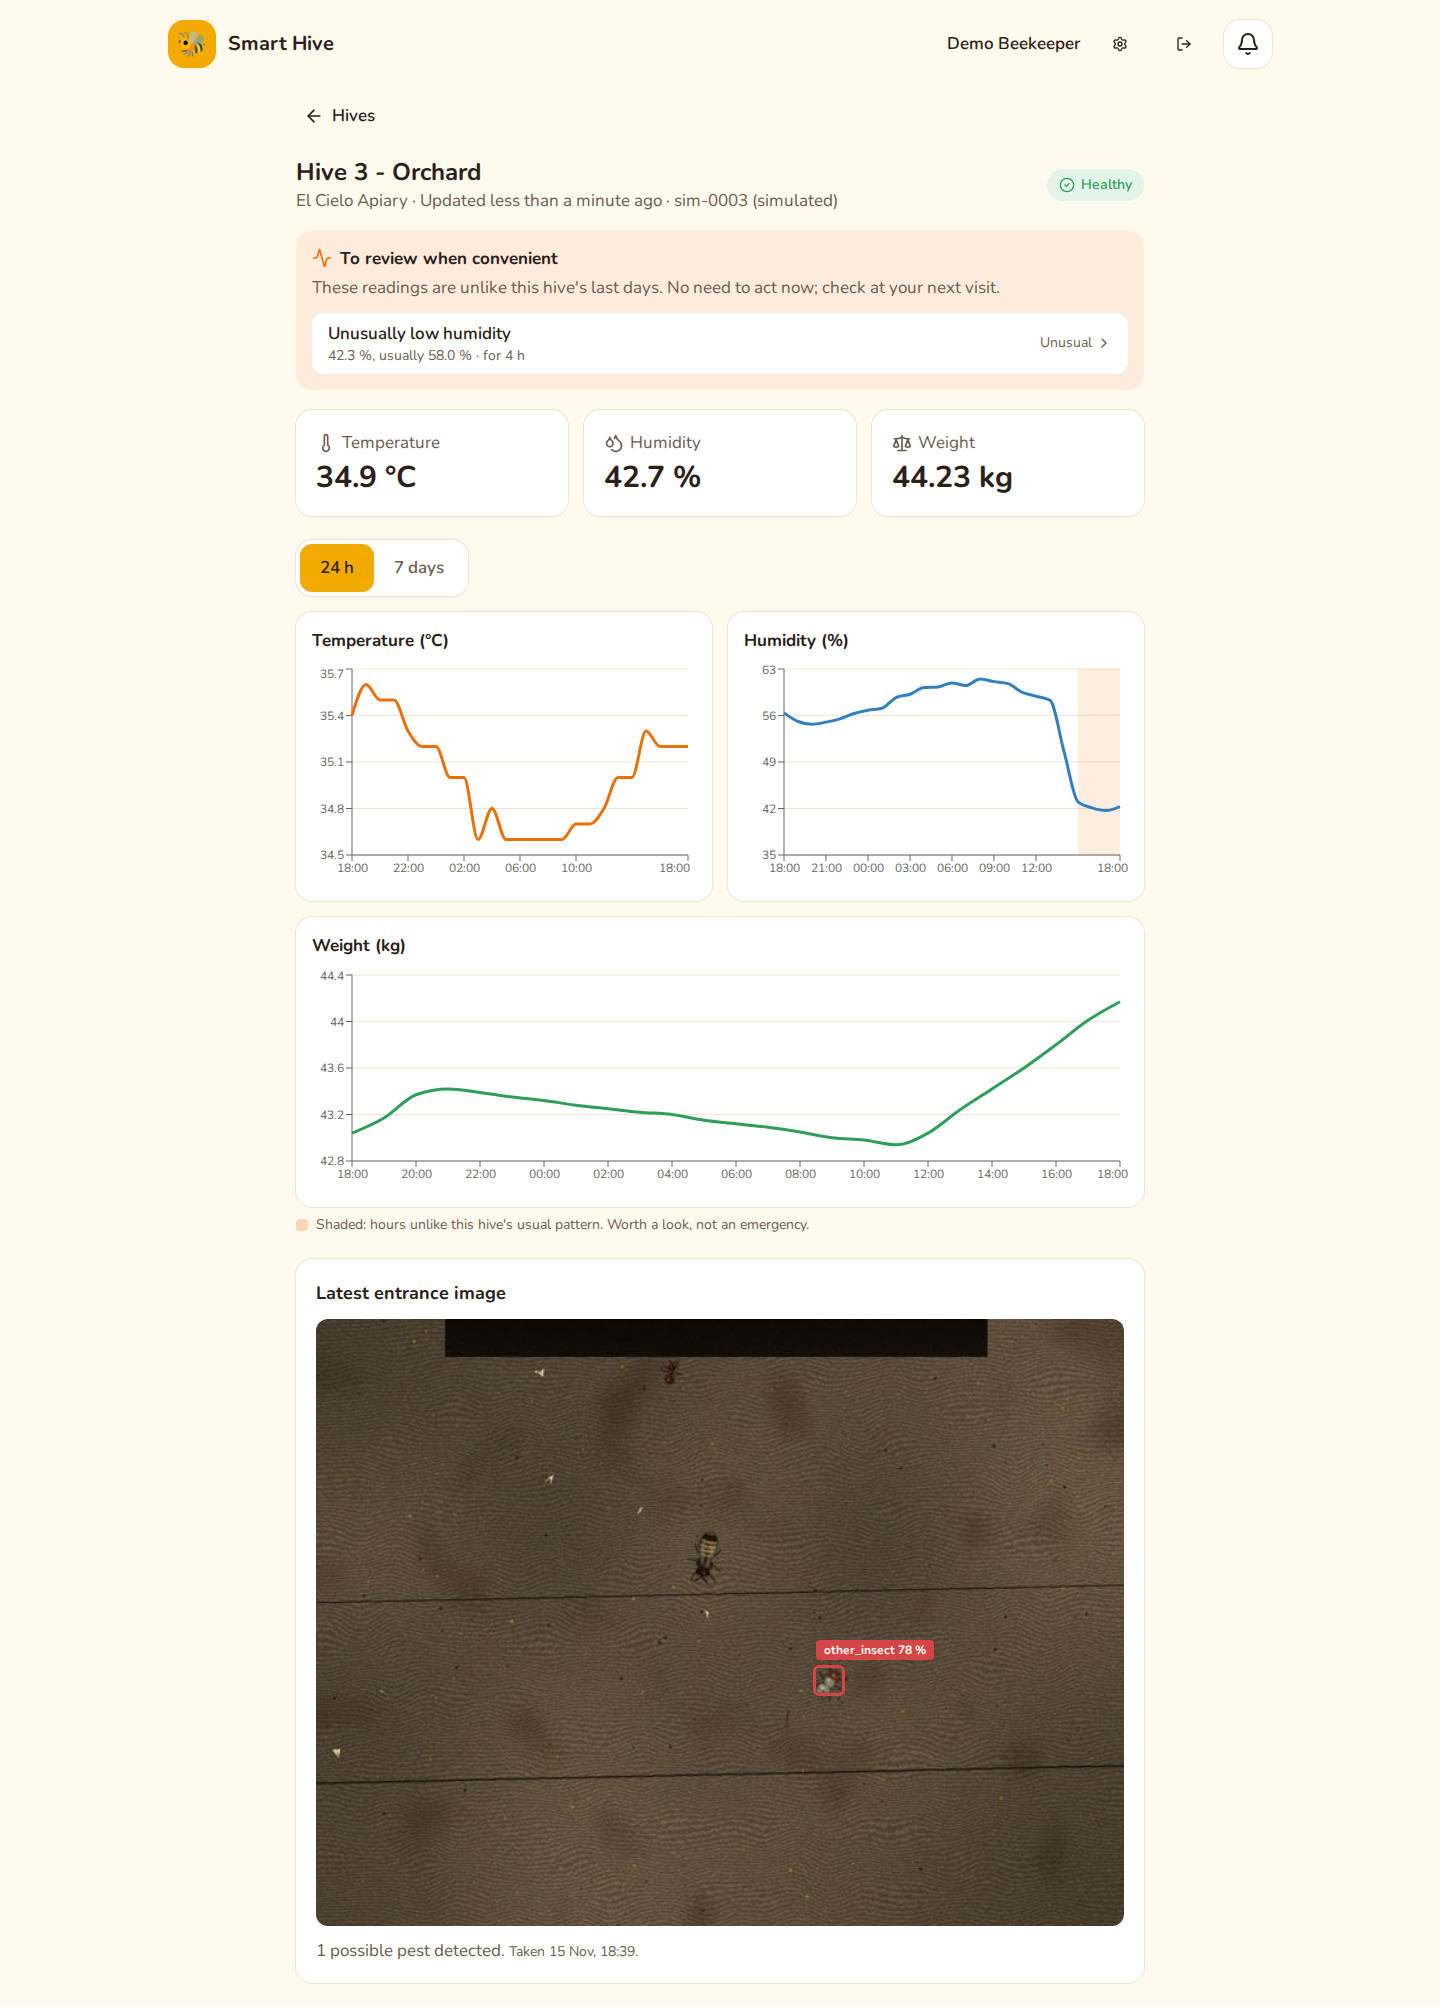 Smart Hive
Demo Beekeeper
Hives
Hive 3 - Orchard
El Cielo Apiary · Updated less than a minute ago · sim-0003 (simulated)
Healthy
To review when convenient
These readings are unlike this hive's last days. No need to act now; check at your next visit.
Unusually low humidity
42.3 %, usually 58.0 % · for 4 h
Unusual
Temperature
34.9 °C
Humidity
42.7 %
Weight
44.23 kg
24 h
7 days
Temperature (°C)
35.7
35.4
35.1
34.8
34.5
18:00 22:00 02:00 06:00 10:00 18:00
Humidity (%)
63
56
49
42
35
18:00 21:00 00:00 03:00 06:00 09:00 12:00 18:00
Weight (kg)
44.4
44
43.6
43.2
42.8
18:00 20:00 22:00 00:00 02:00 04:00 06:00 08:00 10:00 12:00 14:00 16:00 18:00
Shaded: hours unlike this hive's usual pattern. Worth a look, not an emergency.
Latest entrance image
other_insect 78 %
1 possible pest detected. Taken 15 Nov, 18:39.